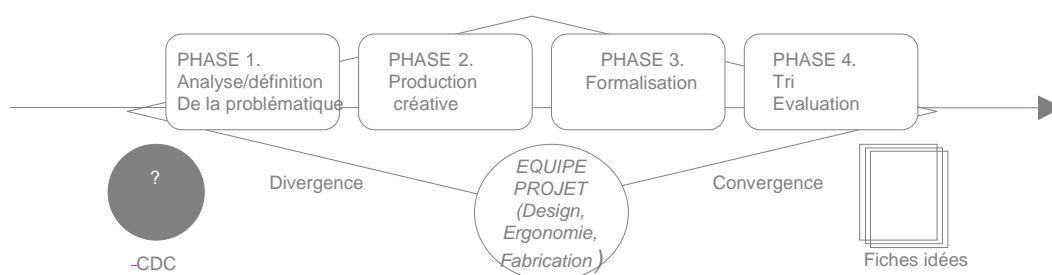 PHASE 1.
Analyse/définition
De la problématique
PHASE 2.
Production
créative
PHASE 3.
Formalisation
PHASE 4.
Tri
Evaluation
?
-CDC
Divergence
EQUIPE
PROJET
(Design,
Ergonomie,
Fabrication)
Convergence
Fiches idées